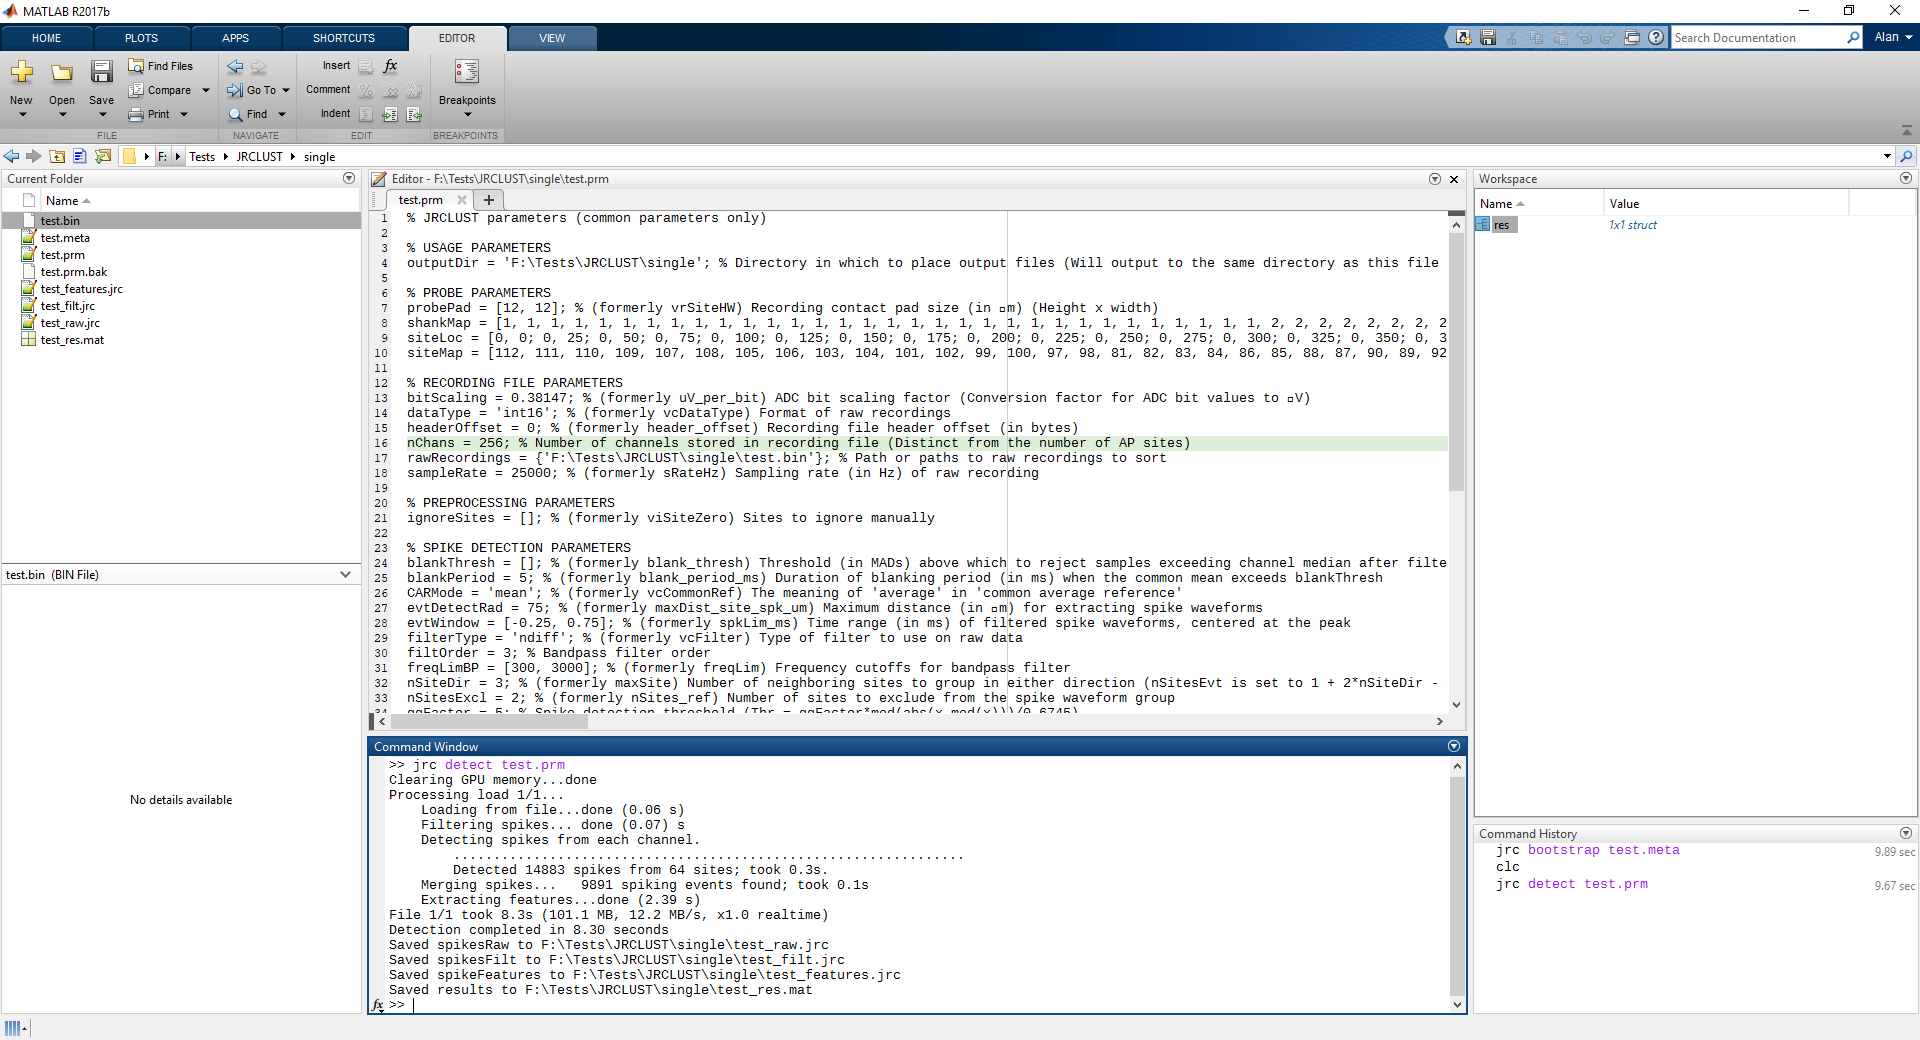 MATLAB R2017b
HOME PLOTS APPS SHORTCUTS EDITOR VIEW
Search Documentation
Alan
New
Open
Save
Find Files
Compare
Print
FILE
Go To
Find
NAVIGATE
Insert fx
Comment
Indent
EDIT
Breakpoints
BREAKPOINTS
F: Tests JRCLUST single
Current Folder
Name
test.bin
test.meta
test.prm
test.prm.bak
test_features.jrc
test_filt.jrc
test_raw.jrc
test_res.mat
test.bin (BIN File)
No details available
Editor - F:\Tests\JRCLUST\single\test.prm
test.prm
1 % JRCLUST parameters (common parameters only)
2
3 % USAGE PARAMETERS
4 outputDir = 'F:\Tests\JRCLUST\single'; % Directory in which to place output files (Will output to the same directory as this file
5
6 % PROBE PARAMETERS
7 probePad = [12, 12]; % (formerly vrSiteHW) Recording contact pad size (in □m) (Height x width)
8 shankMap = [1, 1, 1, 1, 1, 1, 1, 1, 1, 1, 1, 1, 1, 1, 1, 1, 1, 1, 1, 1, 1, 1, 1, 1, 1, 1, 1, 1, 1, 1, 1, 1, 2, 2, 2, 2, 2, 2, 2, 2
9 siteLoc = [0, 0; 0, 25; 0, 50; 0, 75; 0, 100; 0, 125; 0, 150; 0, 175; 0, 200; 0, 225; 0, 250; 0, 275; 0, 300; 0, 325; 0, 350; 0, 3
10 siteMap = [112, 111, 110, 109, 107, 108, 105, 106, 103, 104, 101, 102, 99, 100, 97, 98, 81, 82, 83, 84, 86, 85, 88, 87, 90, 89, 92
11
12 % RECORDING FILE PARAMETERS
13 bitScaling = 0.38147; % (formerly uV_per_bit) ADC bit scaling factor (Conversion factor for ADC bit values to □V)
14 dataType = 'int16'; % (formerly vcDataType) Format of raw recordings
15 headerOffset = 0; % (formerly header_offset) Recording file header offset (in bytes)
16 nChans = 256; % Number of channels stored in recording file (Distinct from the number of AP sites)
17 rawRecordings = {'F:\Tests\JRCLUST\single\test.bin'}; % Path or paths to raw recordings to sort
18 sampleRate = 25000; % (formerly sRateHz) Sampling rate (in Hz) of raw recording
19
20 % PREPROCESSING PARAMETERS
21 ignoreSites = []; % (formerly viSiteZero) Sites to ignore manually
22
23 % SPIKE DETECTION PARAMETERS
24 blankThresh = []; % (formerly blank_thresh) Threshold (in MADs) above which to reject samples exceeding channel median after filte
25 blankPeriod = 5; % (formerly blank_period_ms) Duration of blanking period (in ms) when the common mean exceeds blankThresh
26 CARMode = 'mean'; % (formerly vcCommonRef) The meaning of 'average' in 'common average reference'
27 evtDetectRad = 75; % (formerly maxDist_site_spk_um) Maximum distance (in □m) for extracting spike waveforms
28 evtWindow = [-0.25, 0.75]; % (formerly spkLim_ms) Time range (in ms) of filtered spike waveforms, centered at the peak
29 filterType = 'ndiff'; % (formerly vcFilter) Type of filter to use on raw data
30 filtOrder = 3; % Bandpass filter order
31 freqLimBP = [300, 3000]; % (formerly freqLim) Frequency cutoffs for bandpass filter
32 nSiteDir = 3; % (formerly maxSite) Number of neighboring sites to group in either direction (nSitesEvt is set to 1 + 2*nSiteDir -
33 nSitesExcl = 2; % (formerly nSites_ref) Number of sites to exclude from the spike waveform group
34 qqFactor = 5; % Spike detection threshold (Thr = qqFactor*med(abs(x-med(x)))/0.6745)
Command Window
>> jrc detect test.prm
Clearing GPU memory...done
Processing load 1/1...
Loading from file...done (0.06 s)
Filtering spikes... done (0.07) s
Detecting spikes from each channel.
................................................................
Detected 14883 spikes from 64 sites; took 0.3s.
Merging spikes... 9891 spiking events found; took 0.1s
Extracting features...done (2.39 s)
File 1/1 took 8.3s (101.1 MB, 12.2 MB/s, x1.0 realtime)
Detection completed in 8.30 seconds
Saved spikesRaw to F:\Tests\JRCLUST\single\test_raw.jrc
Saved spikesFilt to F:\Tests\JRCLUST\single\test_filt.jrc
Saved spikeFeatures to F:\Tests\JRCLUST\single\test_features.jrc
Saved results to F:\Tests\JRCLUST\single\test_res.mat
fx >>
Workspace
Name Value
res 1x1 struct
Command History
jrc bootstrap test.meta 9.89 sec
clc
jrc detect test.prm 9.67 sec